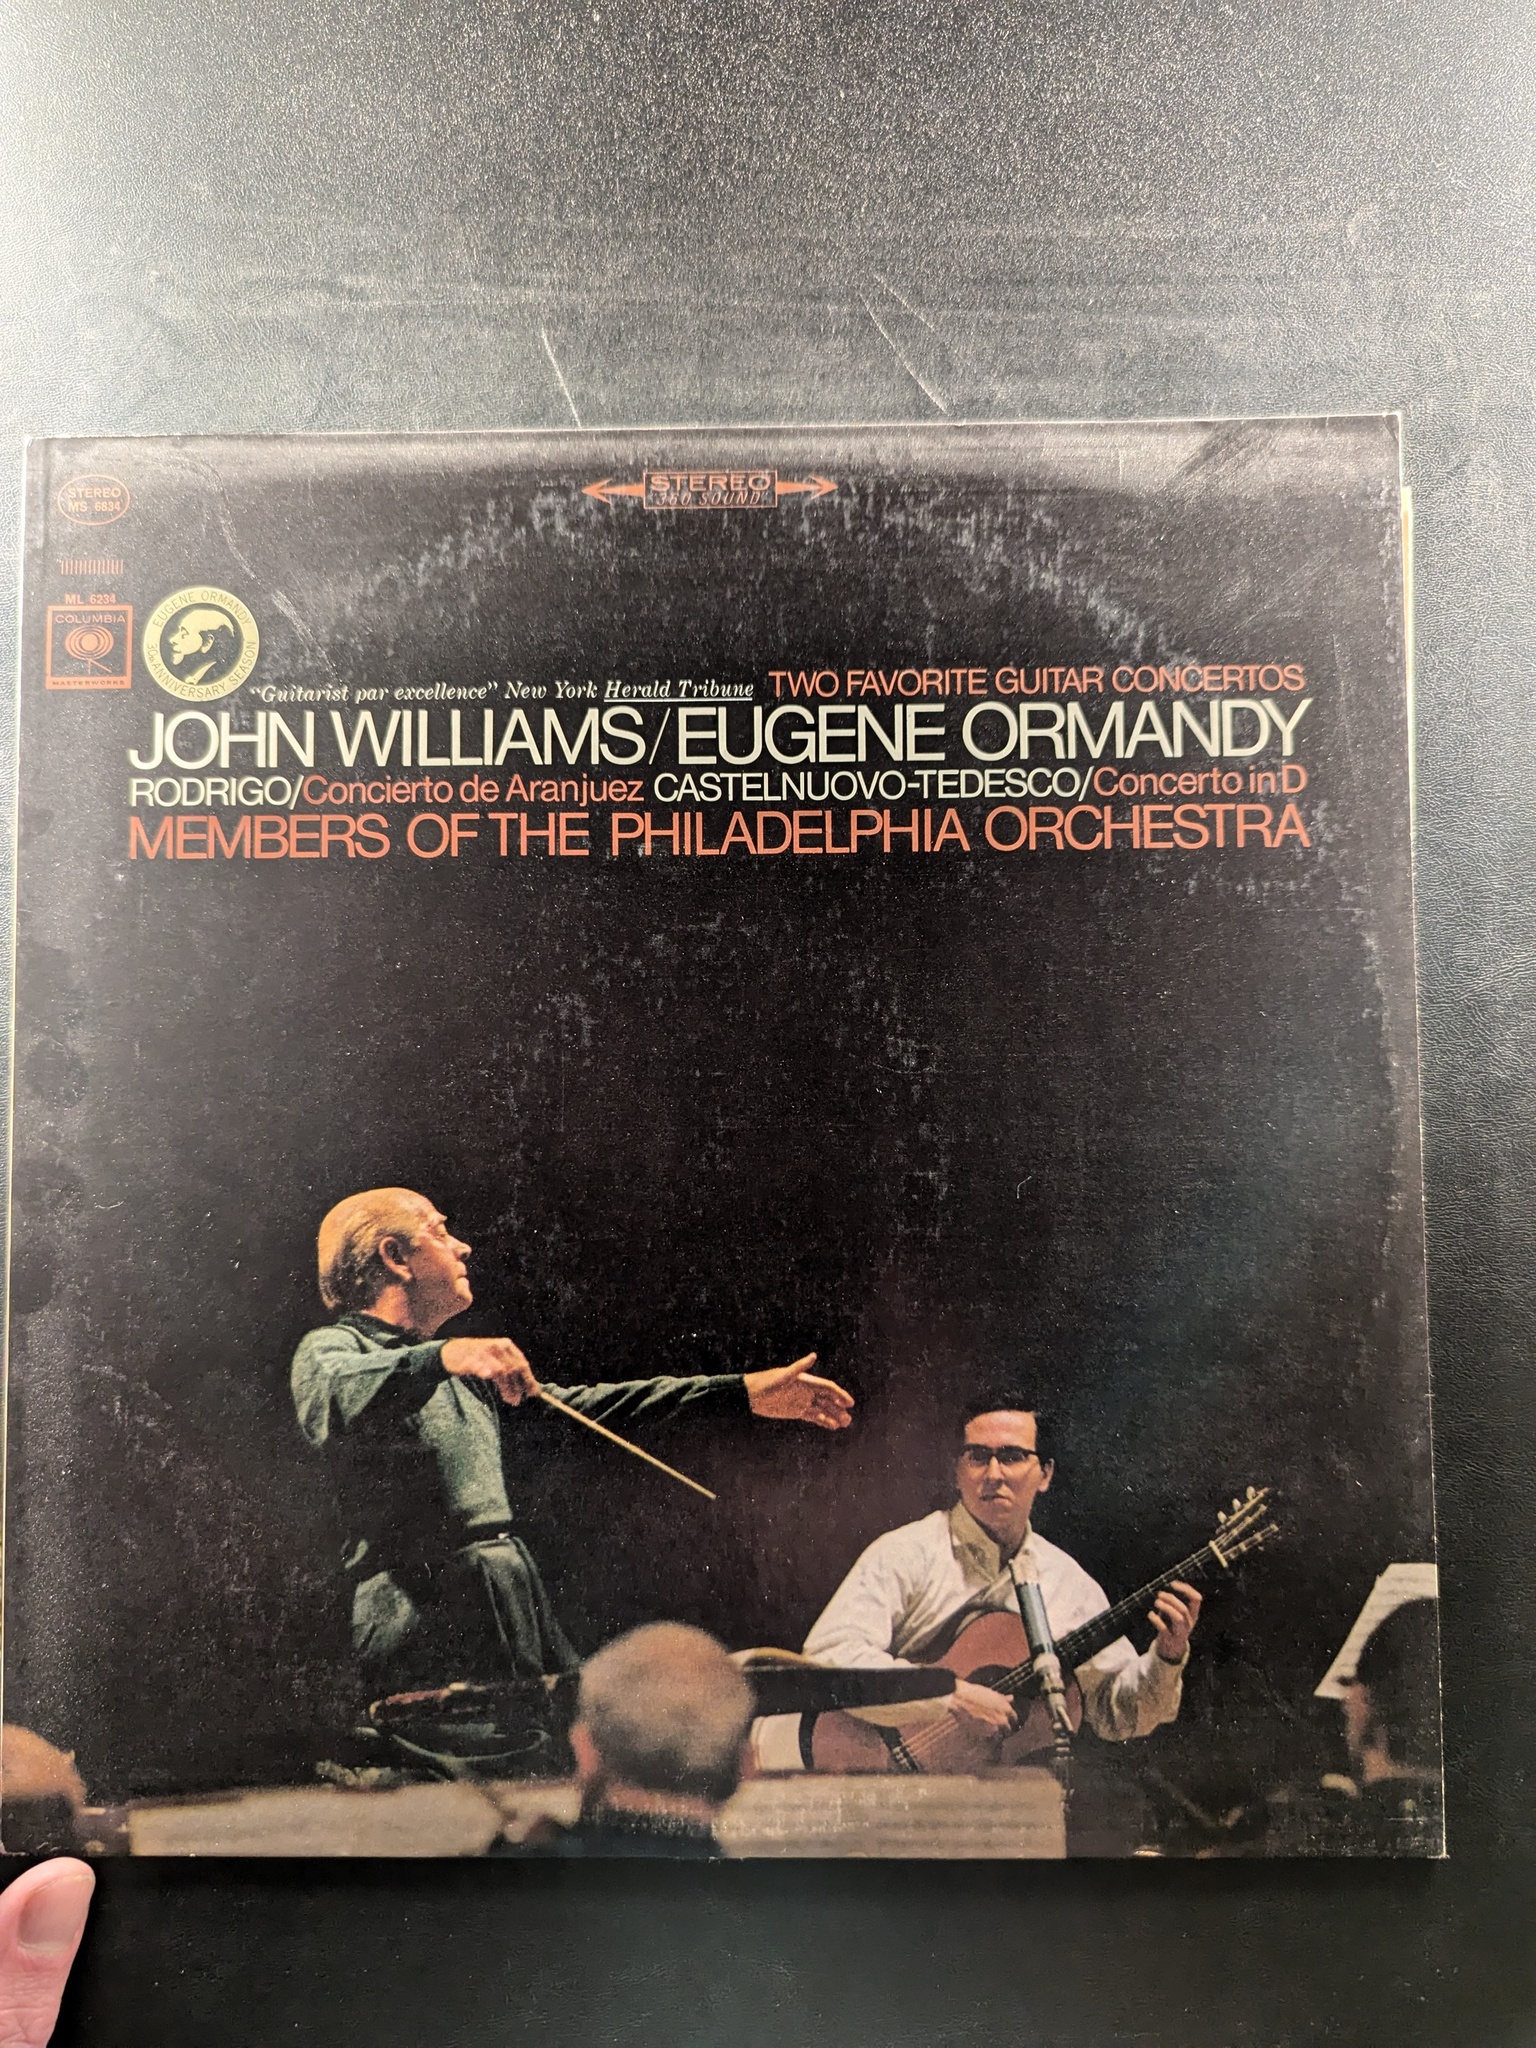 STEREO
360 SOUND
STEREO
MS 6834
ML 6234
COLUMBIA
MASTERWORKS
EUGENE ORMANDY
30th ANNIVERSARY SEASON
"Guitarist par excellence" New York Herald Tribune TWO FAVORITE GUITAR CONCERTOS
JOHN WILLIAMS/EUGENE ORMANDY
RODRIGO/Concierto de Aranjuez CASTELNUOVO-TEDESCO/Concerto in D
MEMBERS OF THE PHILADELPHIA ORCHESTRA